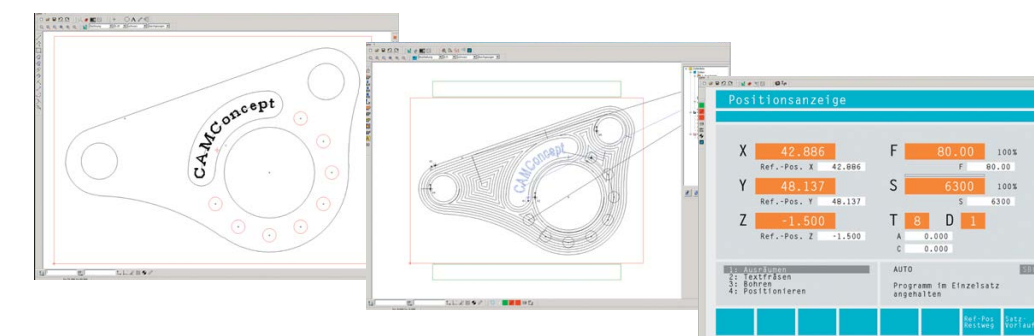 CAMConcept
CAMConcept
Positionsanzeige
X 42.886
Ref.-Pos. X 42.886
Y 48.137
Ref.-Pos. Y 48.137
Z -1.500
Ref.-Pos. Z -1.500
F 80.00 100%
F 80.00
S 6300 100%
S 6300
T 8 D 1
A 0.000
C 0.000
1: Ausräumen
2: Textfräsen
3: Bohren
4: Positionieren
AUTO
Programm im Einzelsatz
angehalten
Ref-Pos
Restweg
Satz-
Vorlauf